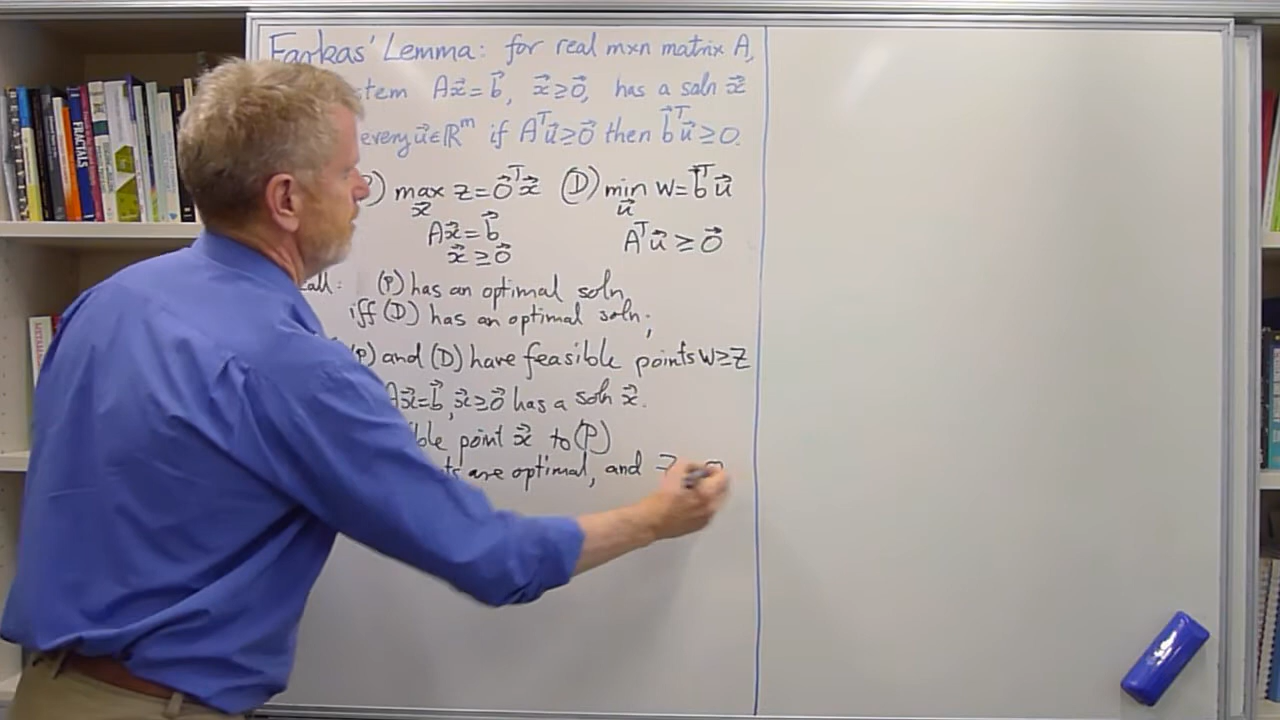 FRACTALS
Farkas' Lemma: for real m×n matrix A,
tem Ax⃗=b⃗, x⃗≥0⃗, has a soln x⃗
every u⃗∈ℝᵐ if Aᵀu⃗≥0⃗ then b⃗ᵀu⃗≥0.
) max z=0⃗ᵀx⃗ (D) min w=b⃗ᵀu⃗
x⃗ u⃗
Ax⃗=b⃗ Aᵀu⃗≥0⃗
x⃗≥0⃗
all: (P) has an optimal soln
iff (D) has an optimal soln;
P) and (D) have feasible points w≥z
Ax⃗=b⃗, x⃗≥0⃗ has a soln x⃗.
ble point x⃗ to (P)
ts are optimal, and z